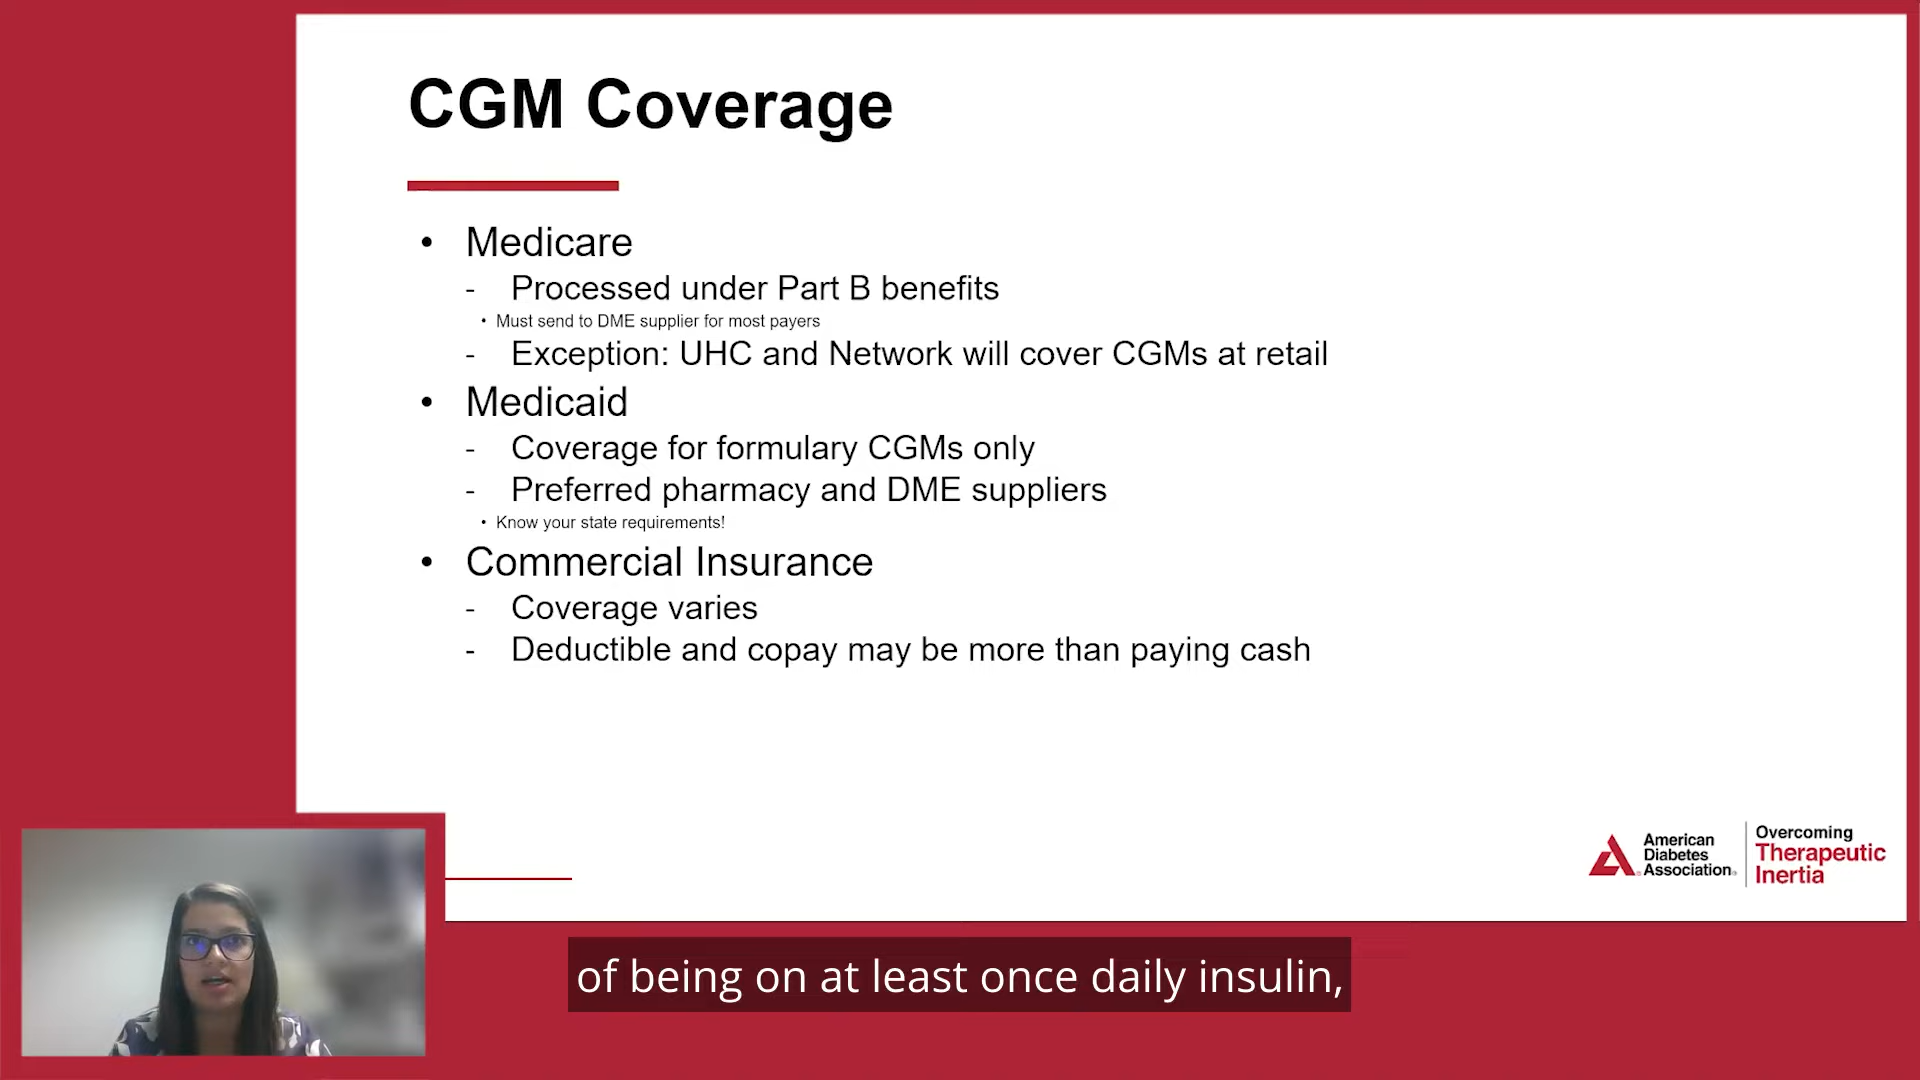 CGM Coverage
• Medicare
- Processed under Part B benefits
• Must send to DME supplier for most payers
- Exception: UHC and Network will cover CGMs at retail
• Medicaid
- Coverage for formulary CGMs only
- Preferred pharmacy and DME suppliers
• Know your state requirements!
• Commercial Insurance
- Coverage varies
- Deductible and copay may be more than paying cash
American
Diabetes
Association®
Overcoming
Therapeutic
Inertia
of being on at least once daily insulin,